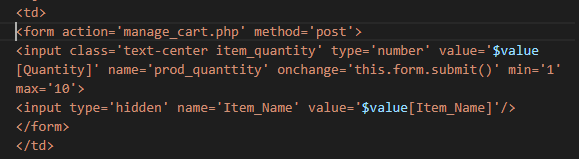 <td>
<form action='manage_cart.php' method='post'>
<input class='text-center item_quantity' type='number' value='$value
[Quantity]' name='prod_quanttity' onchange='this.form.submit()' min='1'
max='10'>
<input type='hidden' name='Item_Name' value='$value[Item_Name]'/>
</form>
</td>